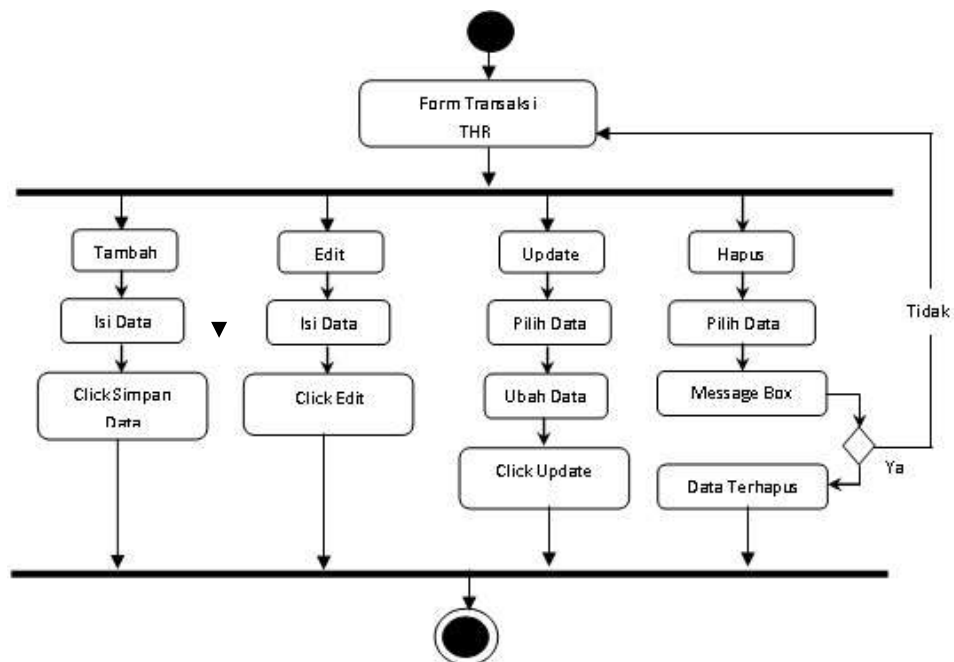 Form Transaksi
THR
Tambah
Edit
Update
Hapus
Isi Data
Isi Data
Pilih Data
Pilih Data
Tidak
Click Simpan
Data
Click Edit
Ubah Data
Message Box
Click Update
Ya
Data Terhapus